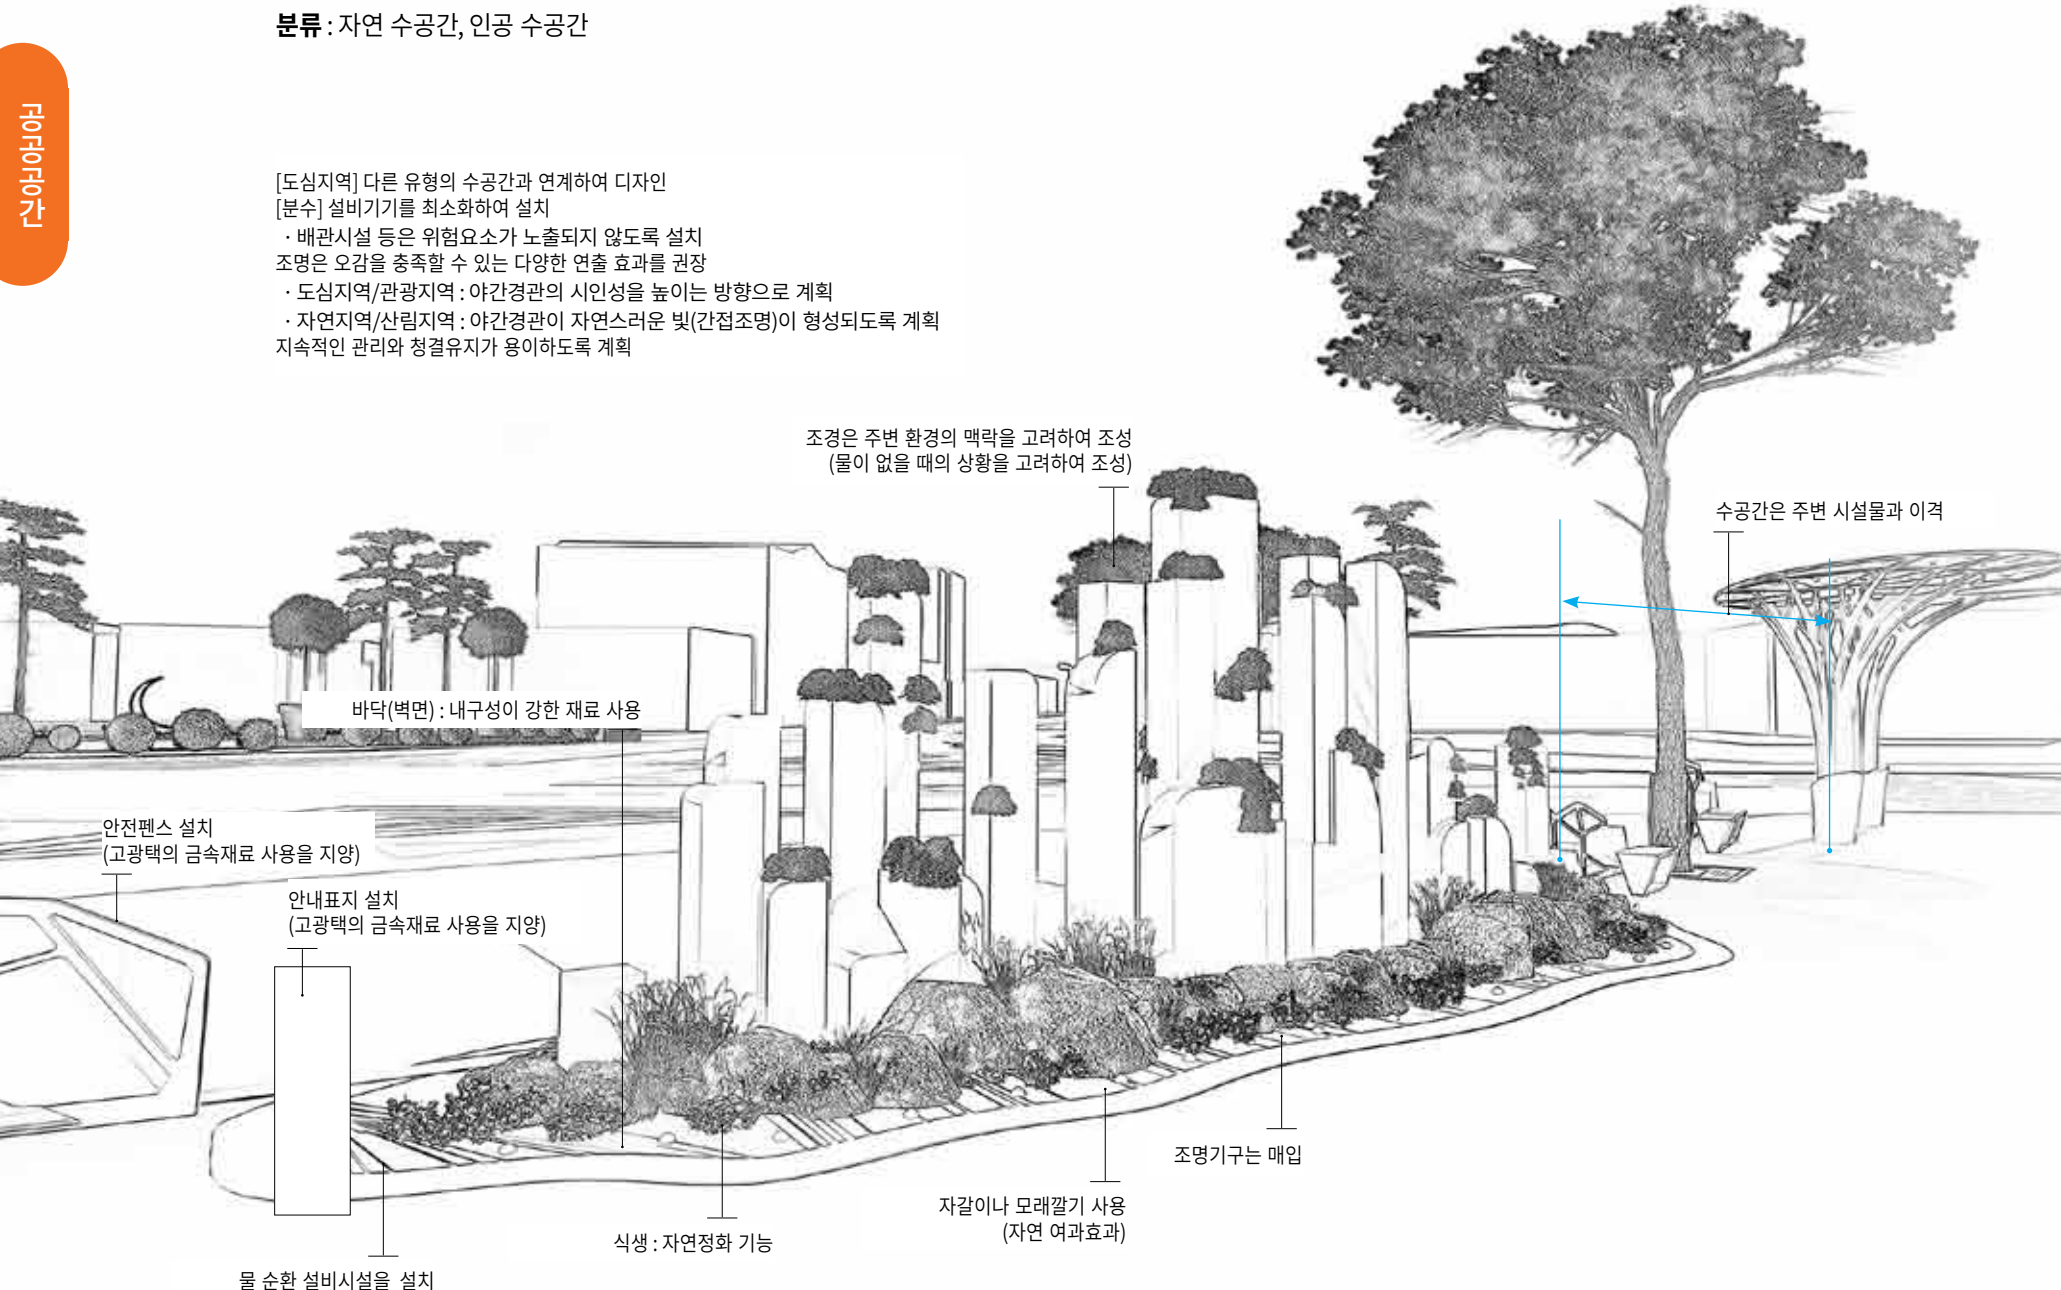 분류 : 자연 수공간, 인공 수공간
공공공간
[도심지역] 다른 유형의 수공간과 연계하여 디자인
[분수] 설비기기를 최소화하여 설치
· 배관시설 등은 위험요소가 노출되지 않도록 설치
조명은 오감을 충족할 수 있는 다양한 연출 효과를 권장
· 도심지역/관광지역 : 야간경관의 시인성을 높이는 방향으로 계획
· 자연지역/산림지역 : 야간경관이 자연스러운 빛(간접조명)이 형성되도록 계획
지속적인 관리와 청결유지가 용이하도록 계획
조경은 주변 환경의 맥락을 고려하여 조성
(물이 없을 때의 상황을 고려하여 조성)
수공간은 주변 시설물과 이격
바닥(벽면) : 내구성이 강한 재료 사용
안전펜스 설치
(고광택의 금속재료 사용을 지양)
안내표지 설치
(고광택의 금속재료 사용을 지양)
조명기구는 매입
자갈이나 모래깔기 사용
(자연 여과효과)
식생 : 자연정화 기능
물 순환 설비시설을 설치